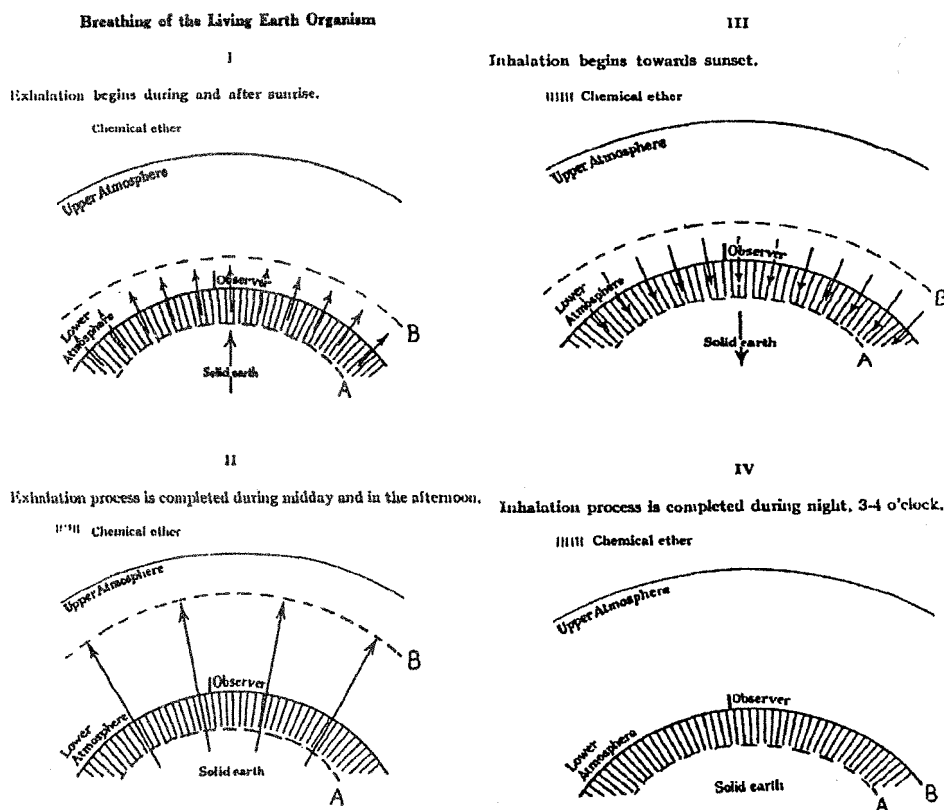 Breathing of the Living Earth Organism
I
Exhalation begins during and after sunrise.
Chemical ether
Upper Atmosphere
Observer
Lower
Atmosphere
B
Solid earth
A
II
Exhalation process is completed during midday and in the afternoon.
Chemical ether
Upper Atmosphere
B
Observer
Lower
Atmosphere
Solid earth
A
III
Inhalation begins towards sunset.
Chemical ether
Upper Atmosphere
Observer
Lower
Atmosphere
B
Solid earth
A
IV
Inhalation process is completed during night, 3-4 o'clock.
Chemical ether
Upper Atmosphere
Observer
Lower
Atmosphere
Solid earth
B
A